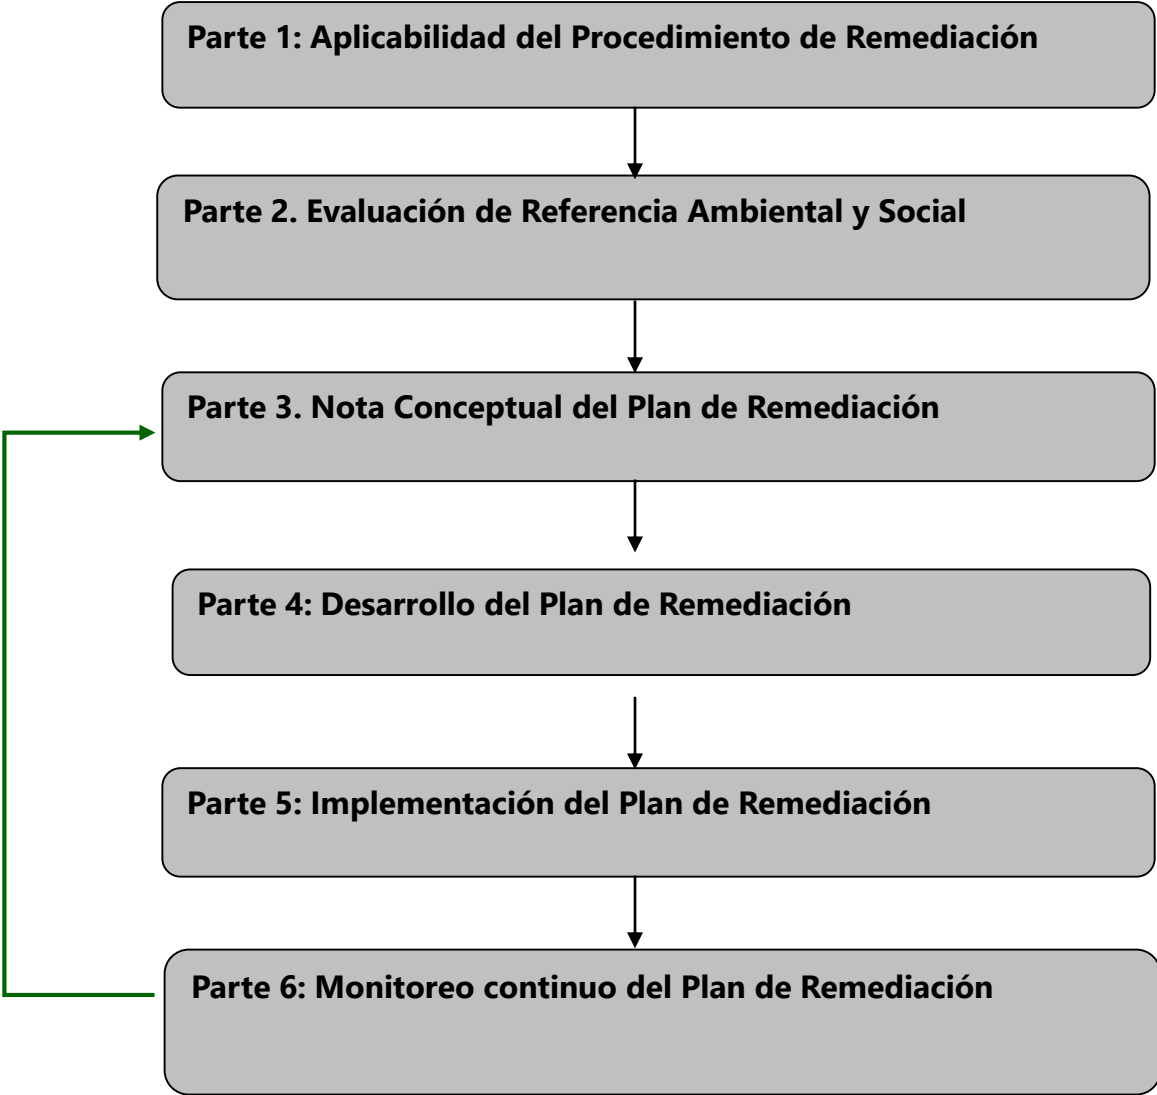 Parte 1: Aplicabilidad del Procedimiento de Remediación
Parte 2. Evaluación de Referencia Ambiental y Social
Parte 3. Nota Conceptual del Plan de Remediación
Parte 4: Desarrollo del Plan de Remediación
Parte 5: Implementación del Plan de Remediación
Parte 6: Monitoreo continuo del Plan de Remediación